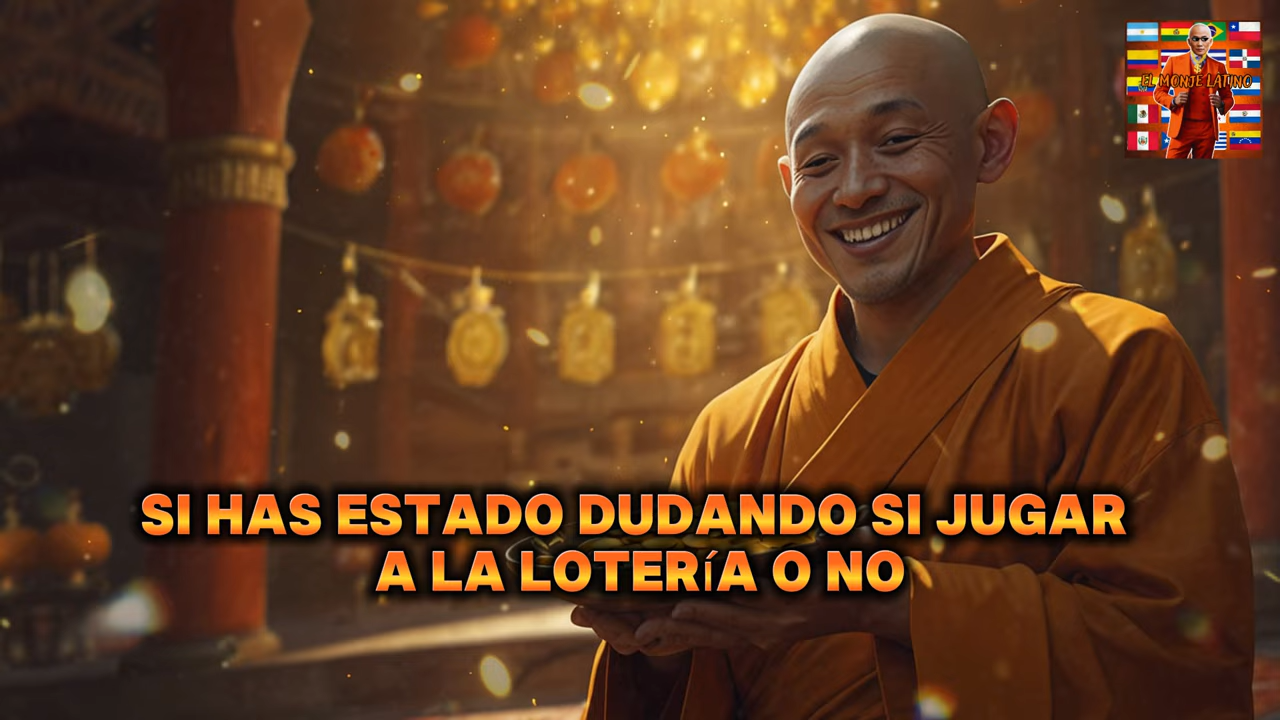 EL MONJE LATINO
SI HAS ESTADO DUDANDO SI JUGAR
A LA LOTERíA O NO